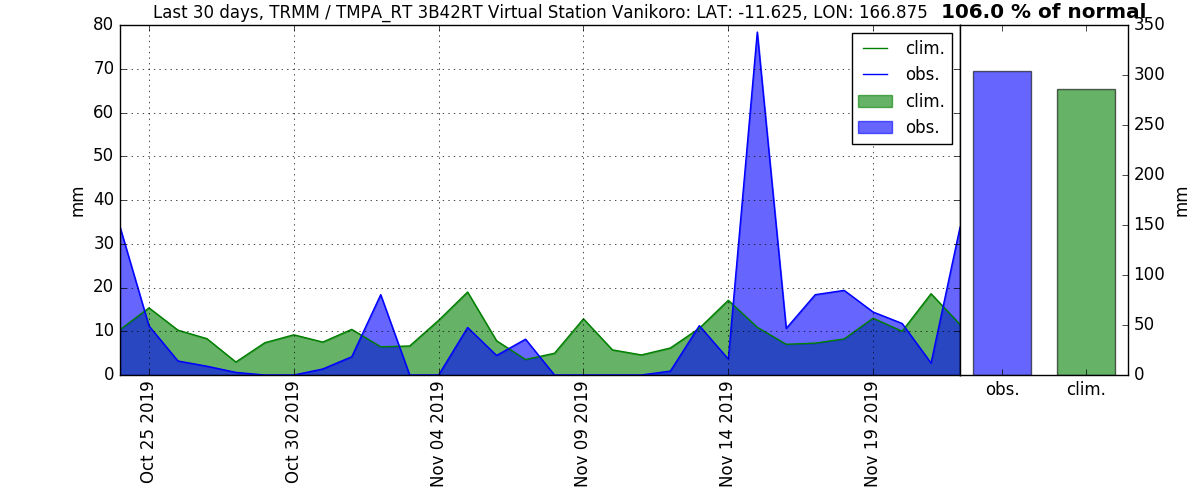 Last 30 days, TRMM / TMPA_RT 3B42RT Virtual Station Vanikoro: LAT: -11.625, LON: 166.875 106.0 % of normal
80
70
60
50
40
30
20
10
0
mm
clim.
obs.
clim.
obs.
350
300
250
200
150
100
50
0
mm
Oct 25 2019
Oct 30 2019
Nov 04 2019
Nov 09 2019
Nov 14 2019
Nov 19 2019
obs.
clim.